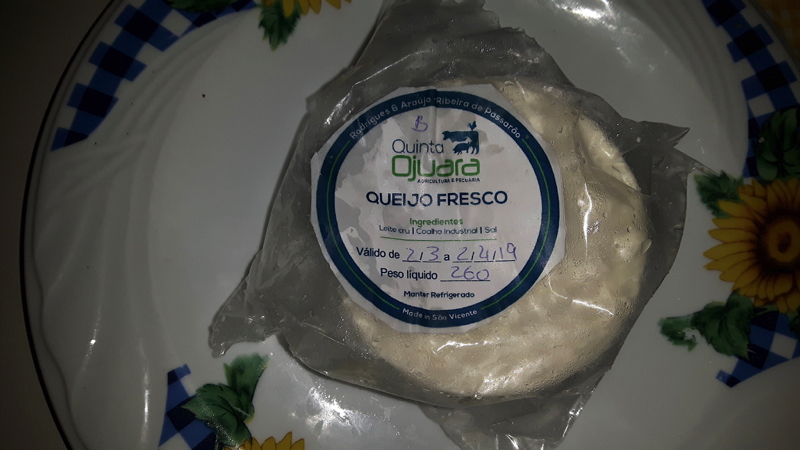 Rodrigues & Araújo Ribeira de Passarão
B
Quinta
Ojuara
AGRICULTURA & PECUÁRIA
QUEIJO FRESCO
Ingredientes
Leite cru | Coalho Industrial | Sal
Válido de 2,3 a 2,4,19
Peso líquido 260
Manter Refrigerado
Made in São Vicente